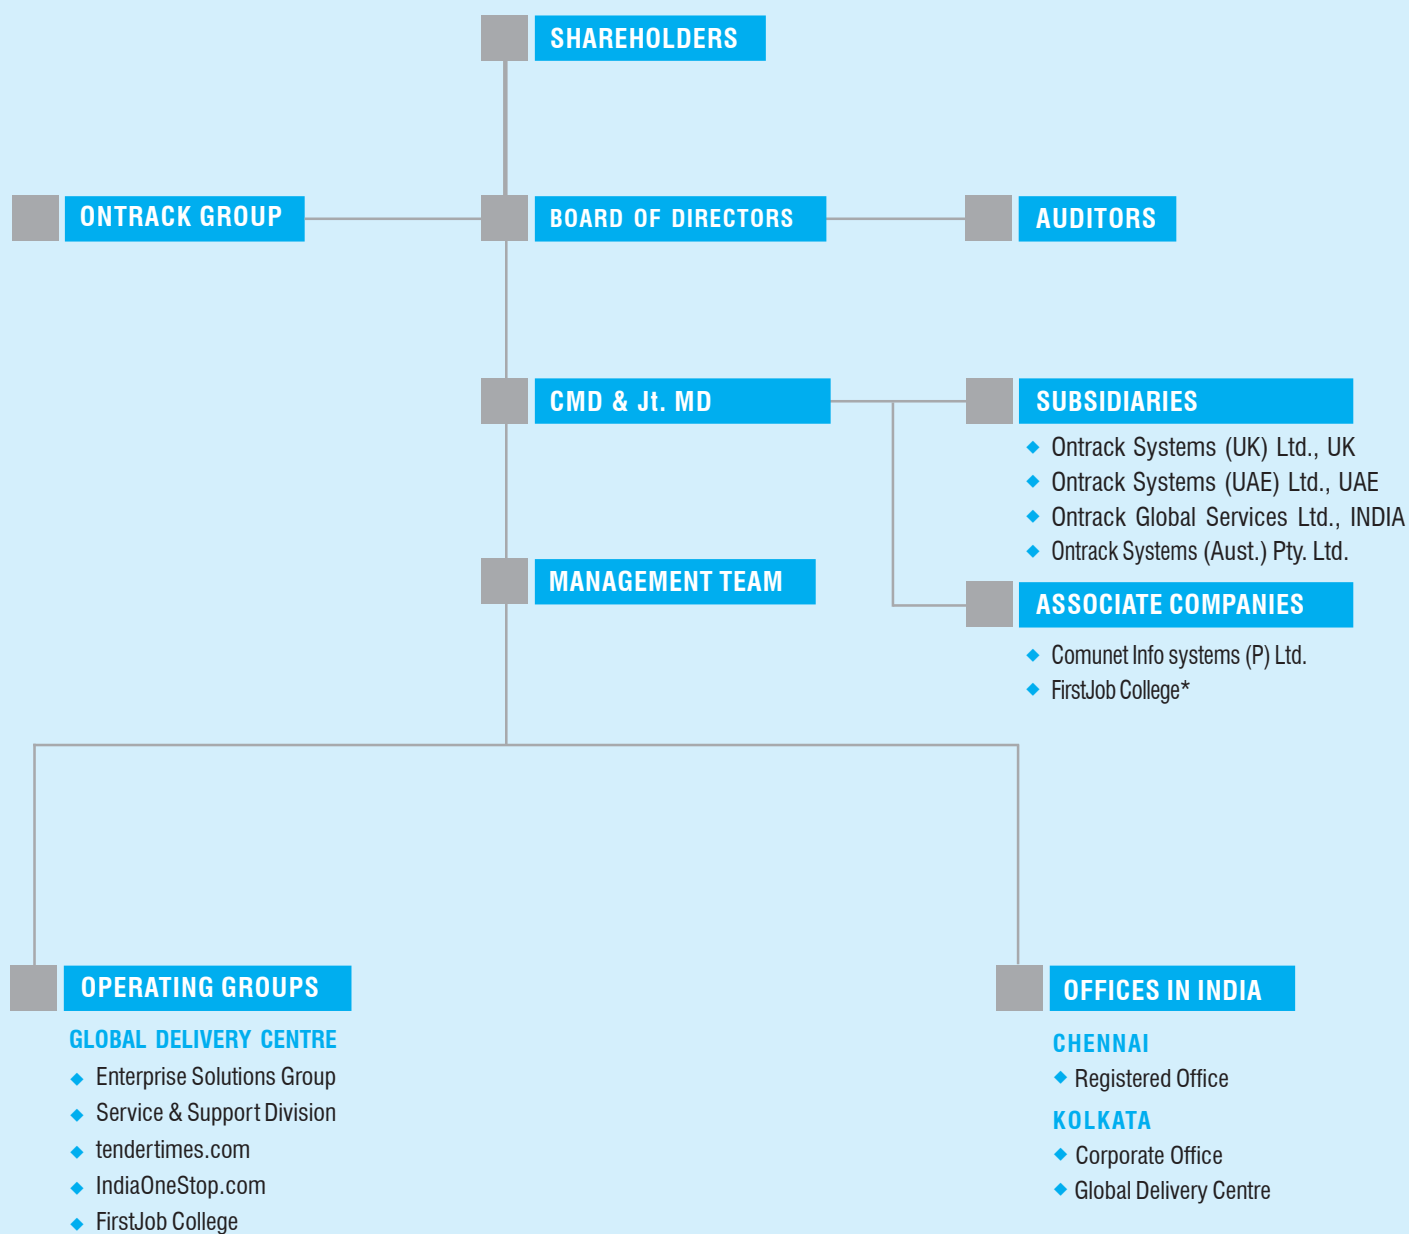 SHAREHOLDERS
ONTRACK GROUP
BOARD OF DIRECTORS
AUDITORS
CMD & Jt. MD
SUBSIDIARIES
Ontrack Systems (UK) Ltd., UK
Ontrack Systems (UAE) Ltd., UAE
Ontrack Global Services Ltd., INDIA
Ontrack Systems (Aust.) Pty. Ltd.
MANAGEMENT TEAM
ASSOCIATE COMPANIES
Comunet Info systems (P) Ltd.
FirstJob College*
OPERATING GROUPS
GLOBAL DELIVERY CENTRE
Enterprise Solutions Group
Service & Support Division
tendertimes.com
IndiaOneStop.com
FirstJob College
OFFICES IN INDIA
CHENNAI
Registered Office
KOLKATA
Corporate Office
Global Delivery Centre